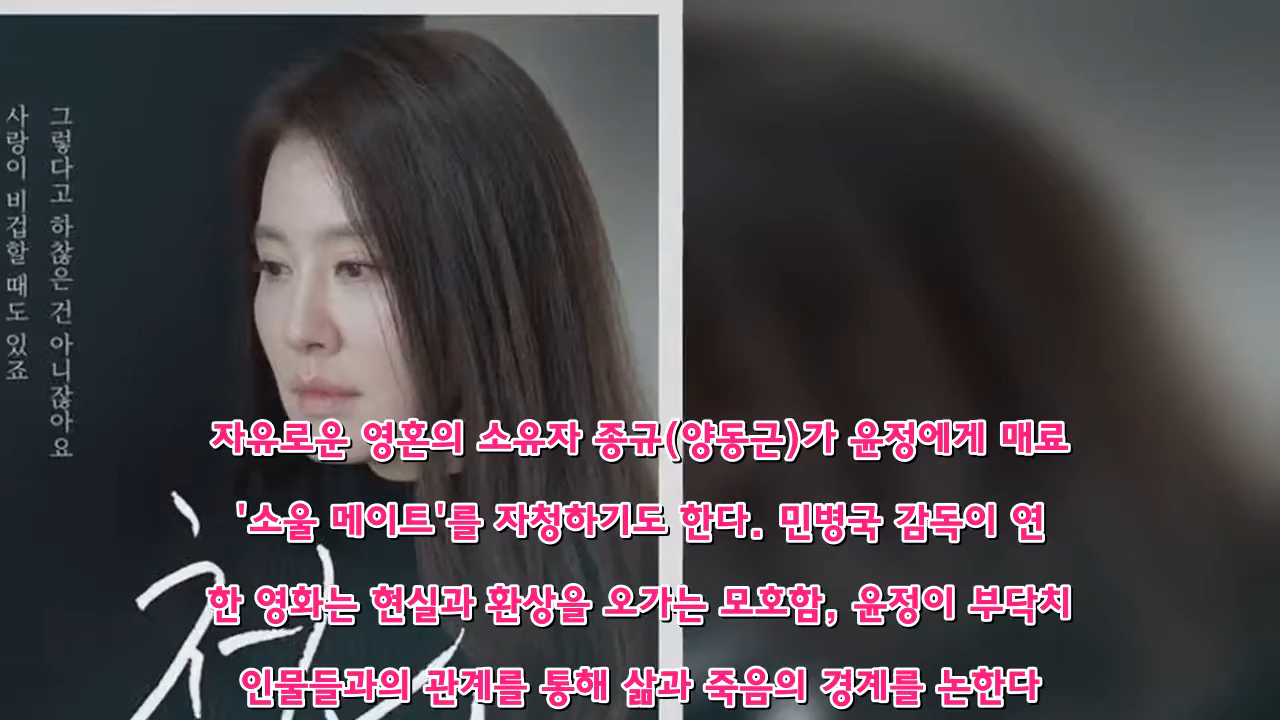 그렇다고 하찮은 건 아니잖아요
사랑이 비겁할 때도 있죠
자유로운 영혼의 소유자 종규(양동근)가 윤정에게 매료
'소울 메이트'를 자청하기도 한다. 민병국 감독이 연
한 영화는 현실과 환상을 오가는 모호함, 윤정이 부닥치
인물들과의 관계를 통해 삶과 죽음의 경계를 논한다